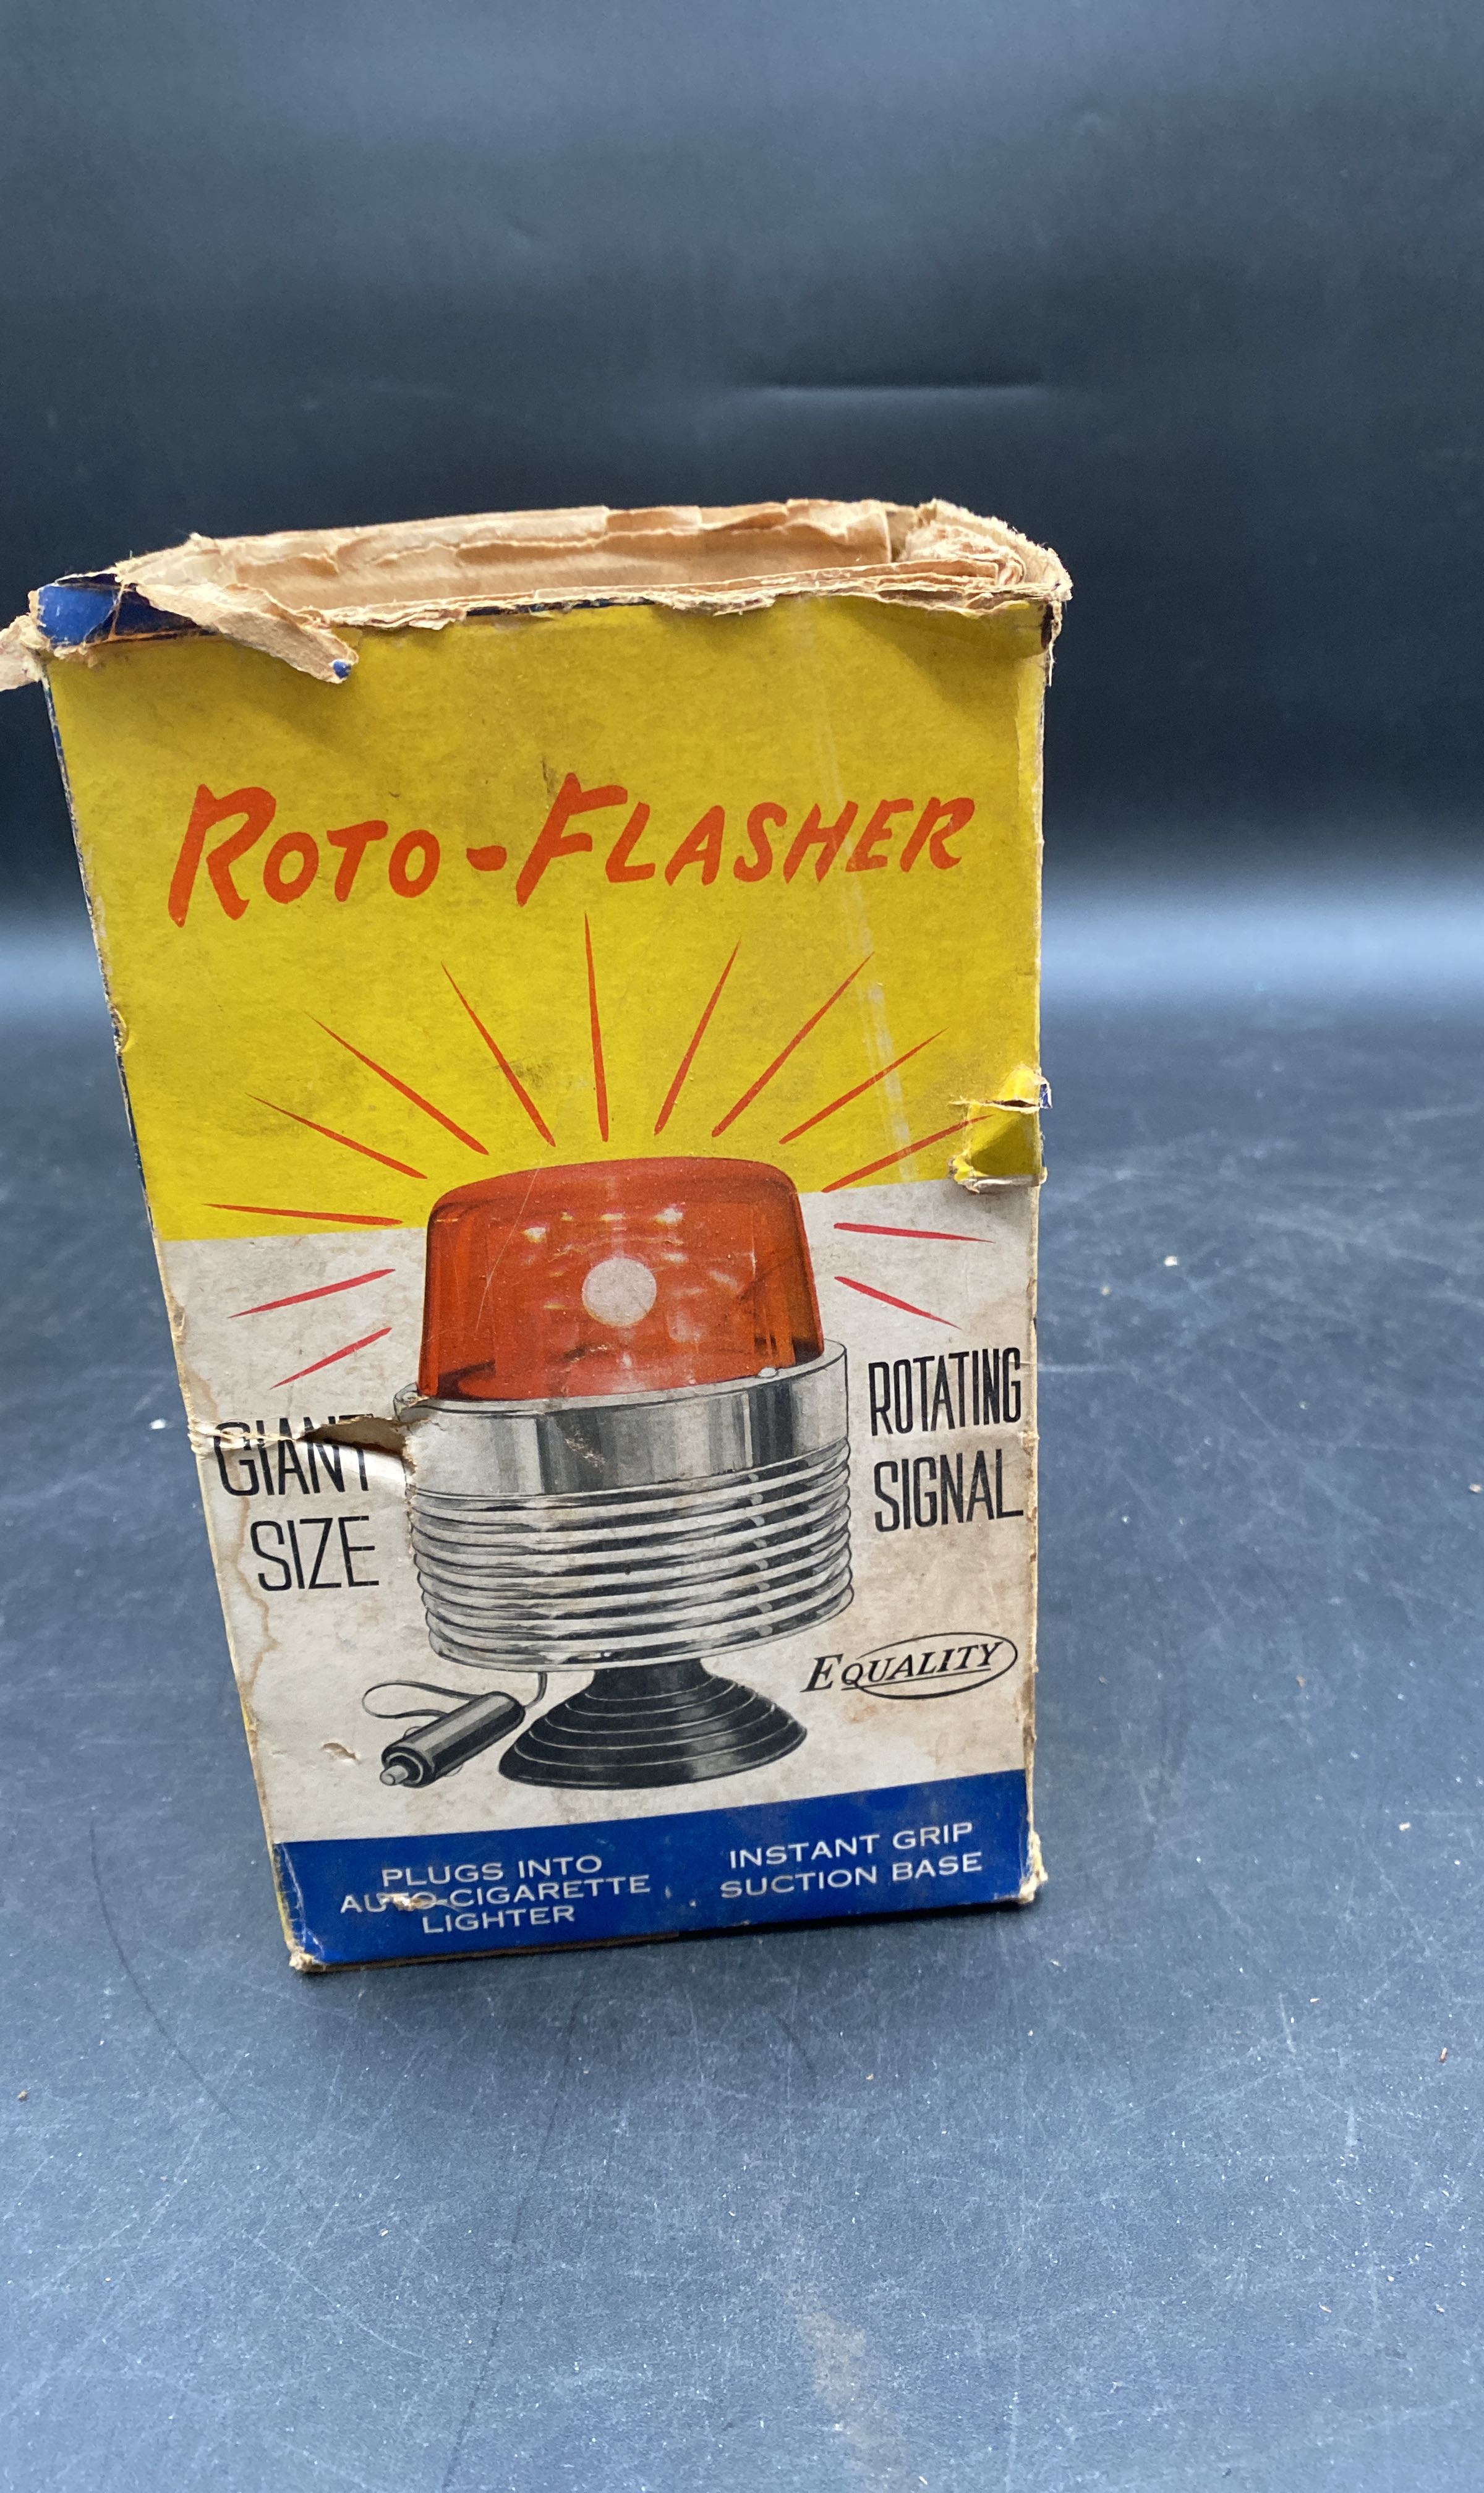 ROTO-FLASHER
GIANT
SIZE
ROTATING
SIGNAL
EQUALITY
PLUGS INTO
AUTO-CIGARETTE
LIGHTER
INSTANT GRIP
SUCTION BASE